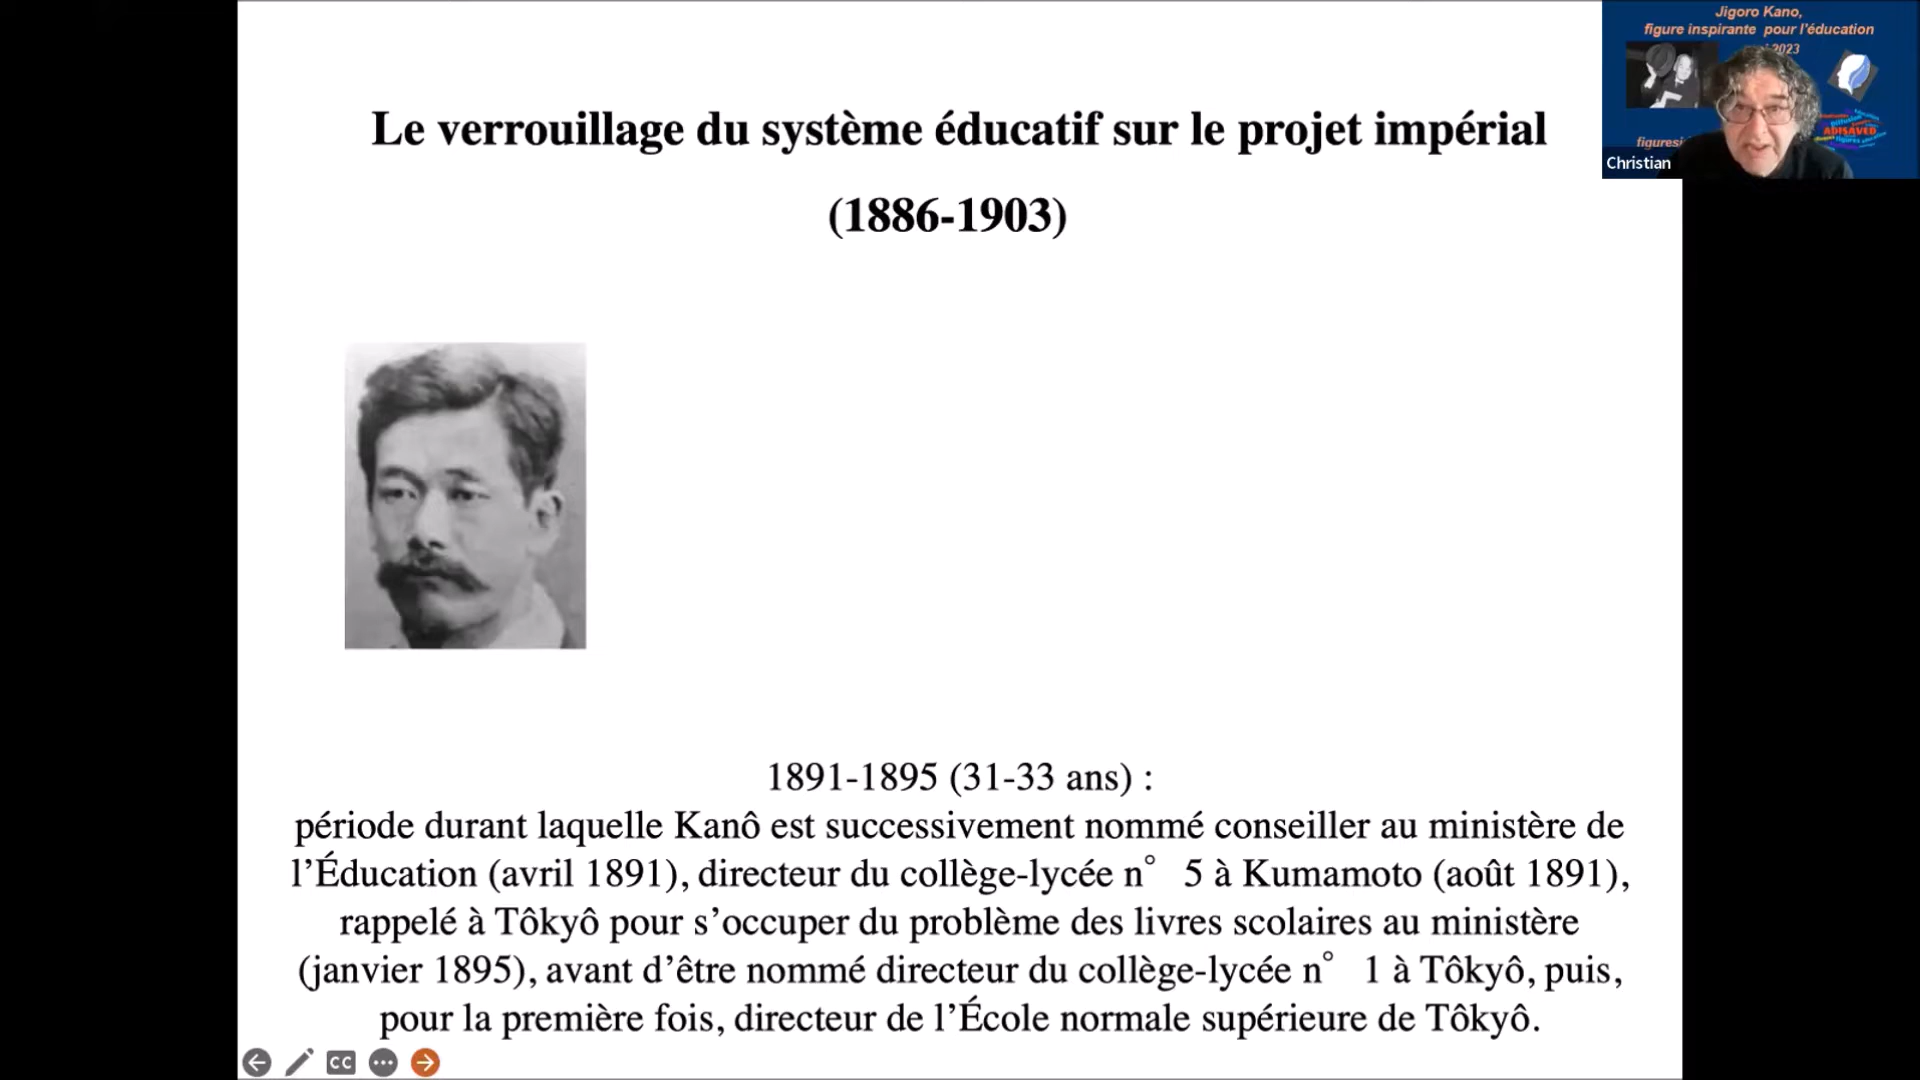 Le verrouillage du système éducatif sur le projet impérial
(1886-1903)
1891-1895 (31-33 ans) :
période durant laquelle Kanô est successivement nommé conseiller au ministère de
l’Éducation (avril 1891), directeur du collège-lycée n° 5 à Kumamoto (août 1891),
rappelé à Tôkyô pour s’occuper du problème des livres scolaires au ministère
(janvier 1895), avant d’être nommé directeur du collège-lycée n° 1 à Tôkyô, puis,
pour la première fois, directeur de l’École normale supérieure de Tôkyô.
CC
Jigoro Kano,
figure inspirante pour l'éducation
2023
ADISAVED
Christian